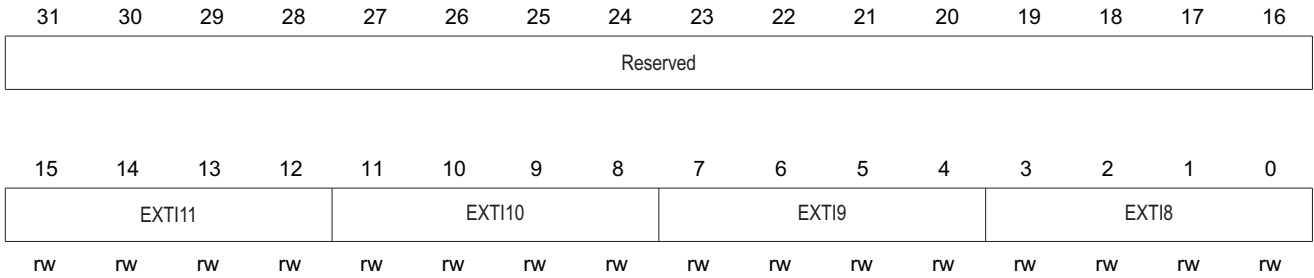 31 30 29 28 27 26 25 24 23 22 21 20 19 18 17 16
Reserved
15 14 13 12 11 10 9 8 7 6 5 4 3 2 1 0
EXTI11 EXTI10 EXTI9 EXTI8
rw rw rw rw rw rw rw rw rw rw rw rw rw rw rw rw